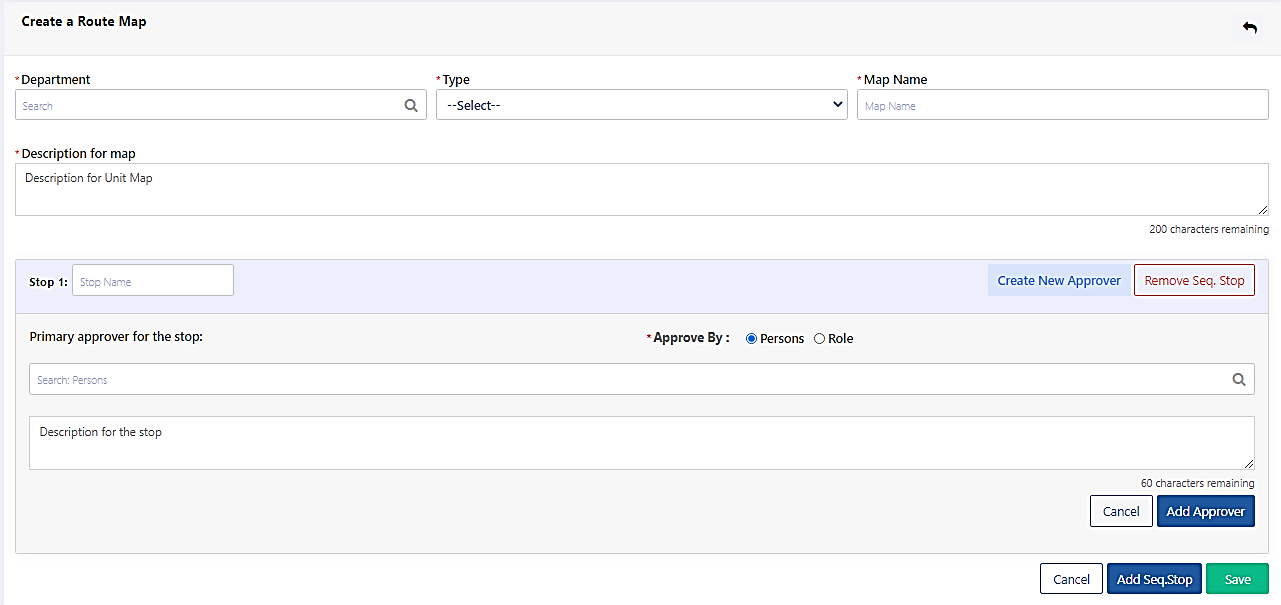 Create a Route Map
*Department *Type *Map Name
Search --Select-- Map Name
*Description for map
Description for Unit Map
200 characters remaining
Stop 1: Stop Name Create New Approver Remove Seq. Stop
Primary approver for the stop: *Approve By : Persons Role
Search: Persons
Description for the stop
60 characters remaining
Cancel Add Approver
Cancel Add Seq.Stop Save